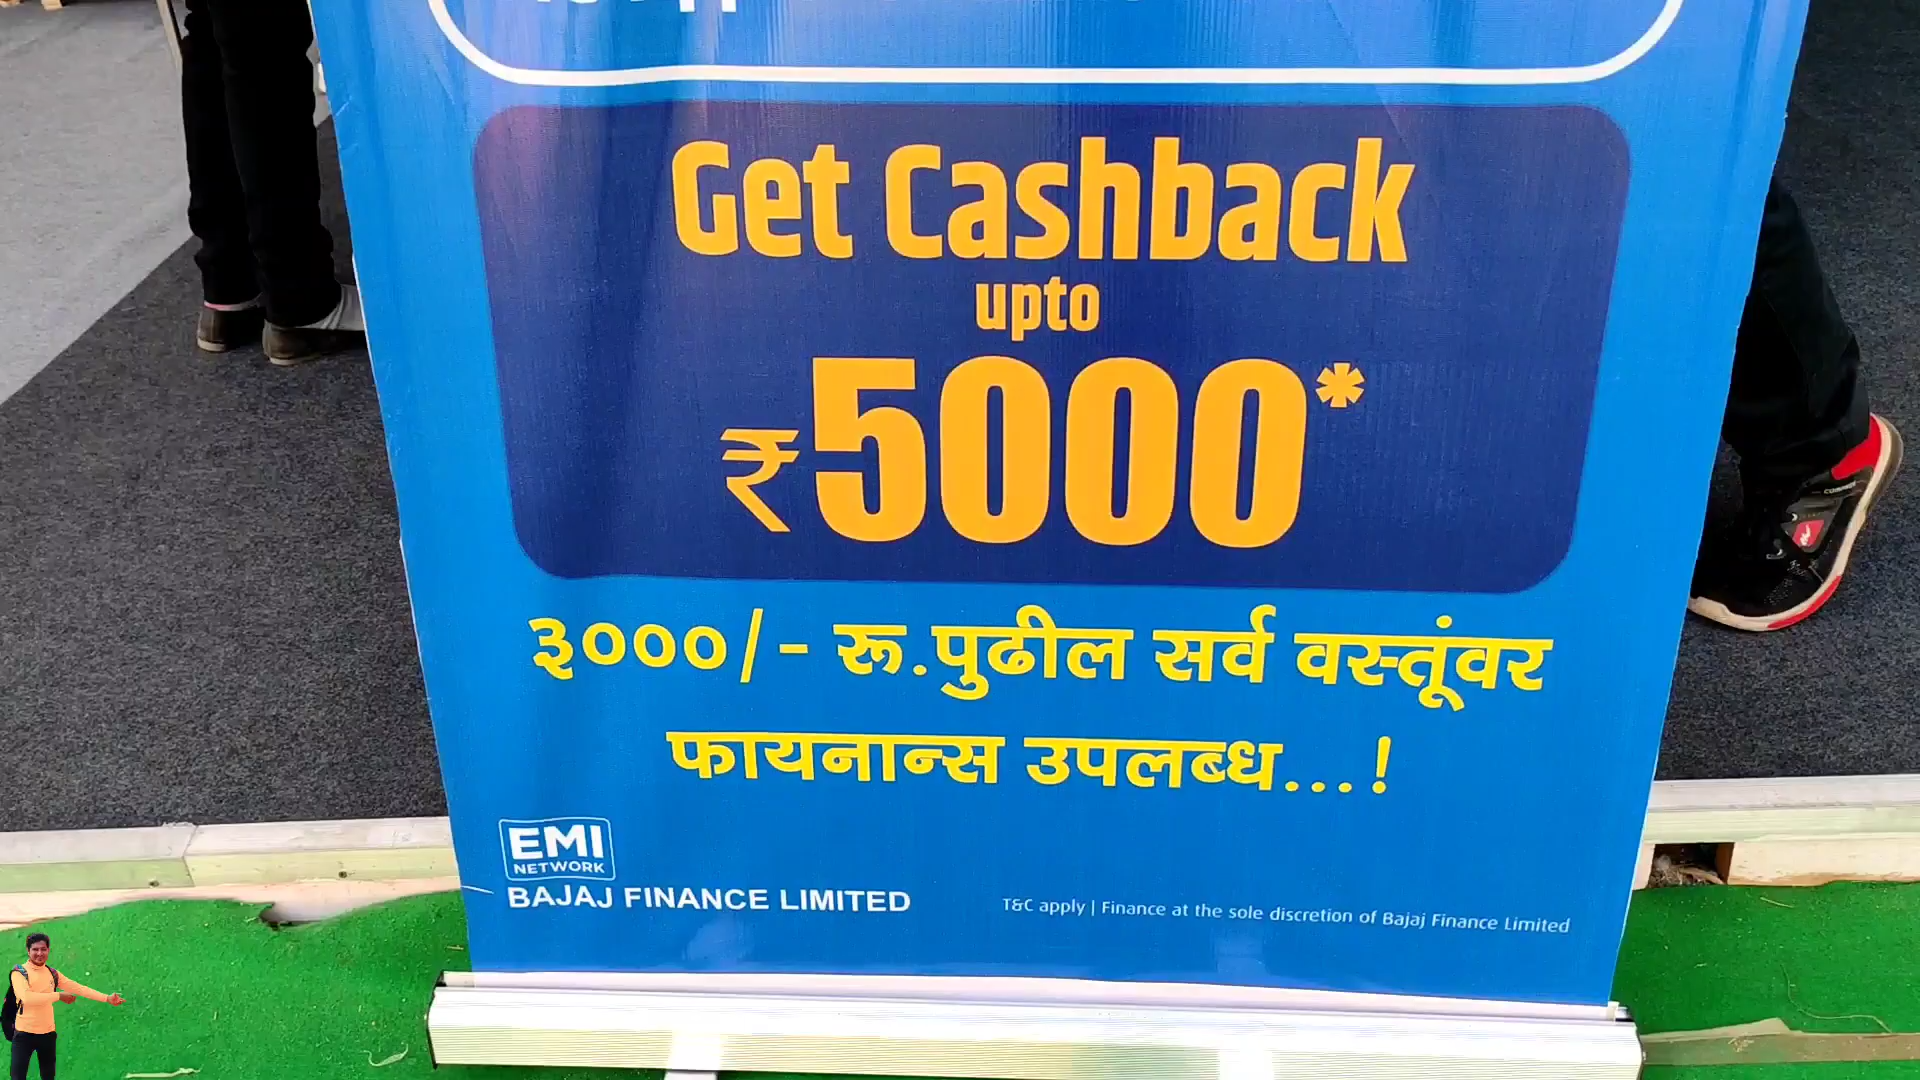 Get Cashback
upto
₹5000*
३०००/- रू.पुढील सर्व वस्तूंवर
फायनान्स उपलब्ध...!
EMI
NETWORK
BAJAJ FINANCE LIMITED
T&C apply | Finance at the sole discretion of Bajaj Finance Limited